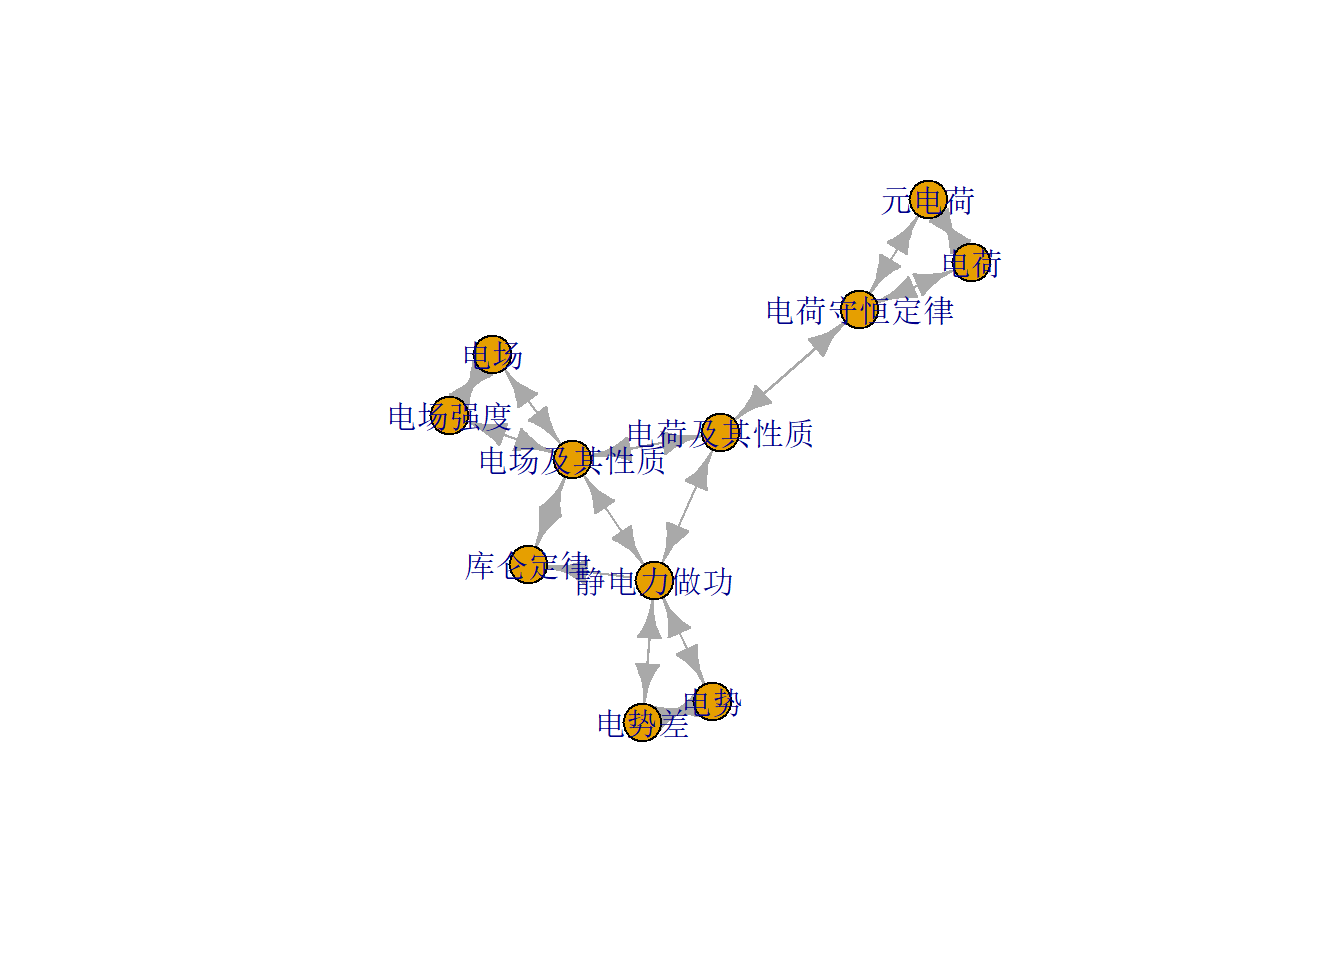 元电荷
电荷
电荷守恒定律
电场
电场强度
电荷及其性质
电场及其性质
库仑定律
静电力做功
电势
电势差